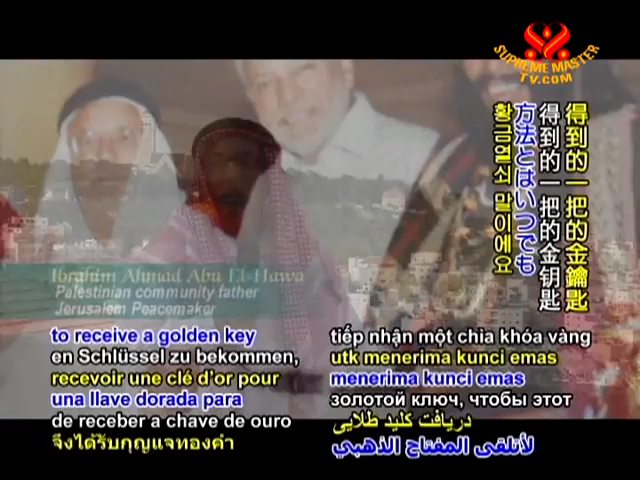 SUPREME MASTER
TV.COM
得到的一把的金鑰匙
得到的一把的金钥匙
方法とはいつでも
황금열쇠 말이에요
Ibrahim Ahmad Abu El-Hawa
Palestinian community father
Jerusalem Peacemaker
to receive a golden key
en Schlüssel zu bekommen,
recevoir une clé d'or pour
una llave dorada para
de receber a chave de ouro
จึงได้รับกุญแจทองคำ
tiếp nhận một chìa khóa vàng
utk menerima kunci emas
menerima kunci emas
золотой ключ, чтобы этот
دریافت کلید طلایی
لأتلقى المفتاح الذهبي